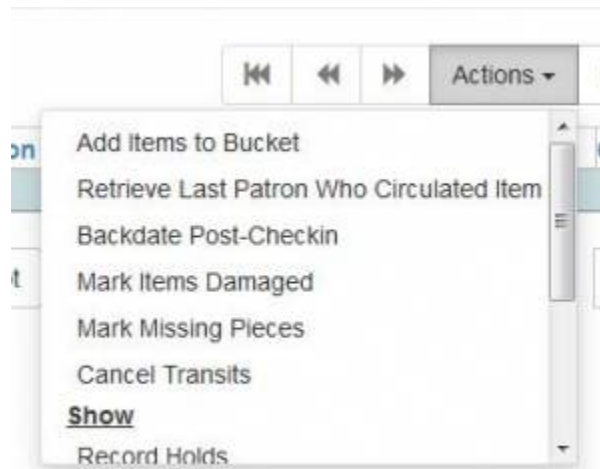 Actions
on
Add Items to Bucket
Retrieve Last Patron Who Circulated Item
Backdate Post-Checkin
t
Mark Items Damaged
Mark Missing Pieces
Cancel Transits
Show
Record Holds